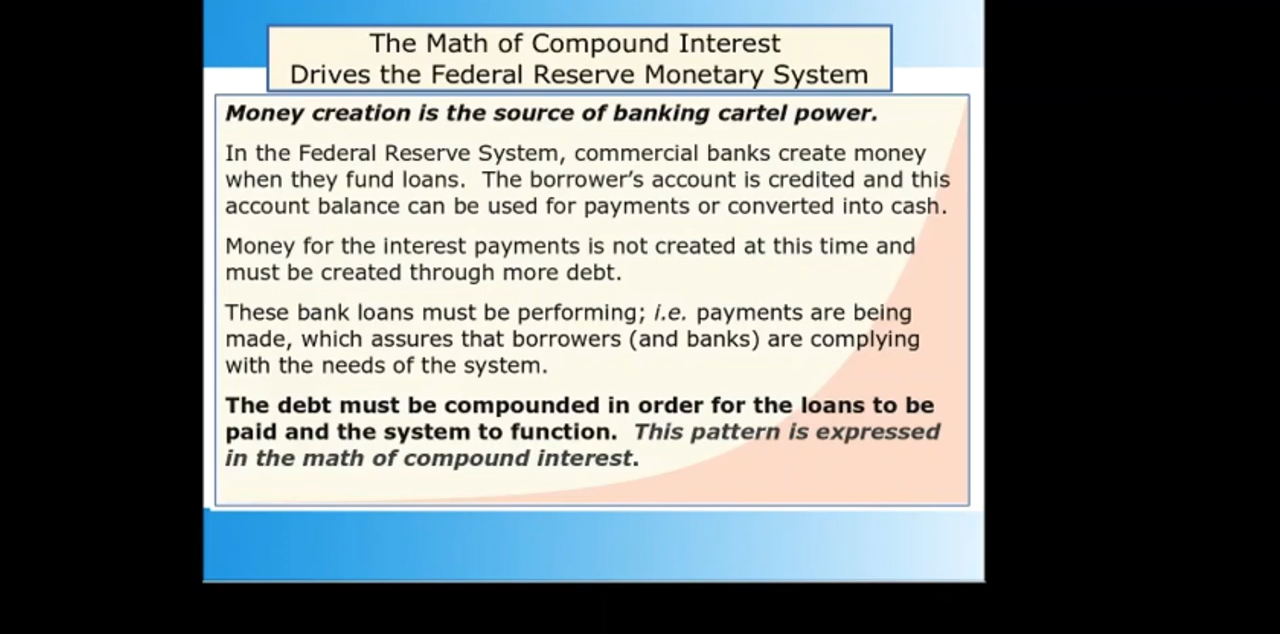 The Math of Compound Interest
Drives the Federal Reserve Monetary System
Money creation is the source of banking cartel power.
In the Federal Reserve System, commercial banks create money
when they fund loans.  The borrower’s account is credited and this
account balance can be used for payments or converted into cash.
Money for the interest payments is not created at this time and
must be created through more debt.
These bank loans must be performing; i.e. payments are being
made, which assures that borrowers (and banks) are complying
with the needs of the system.
The debt must be compounded in order for the loans to be
paid and the system to function.  This pattern is expressed
in the math of compound interest.